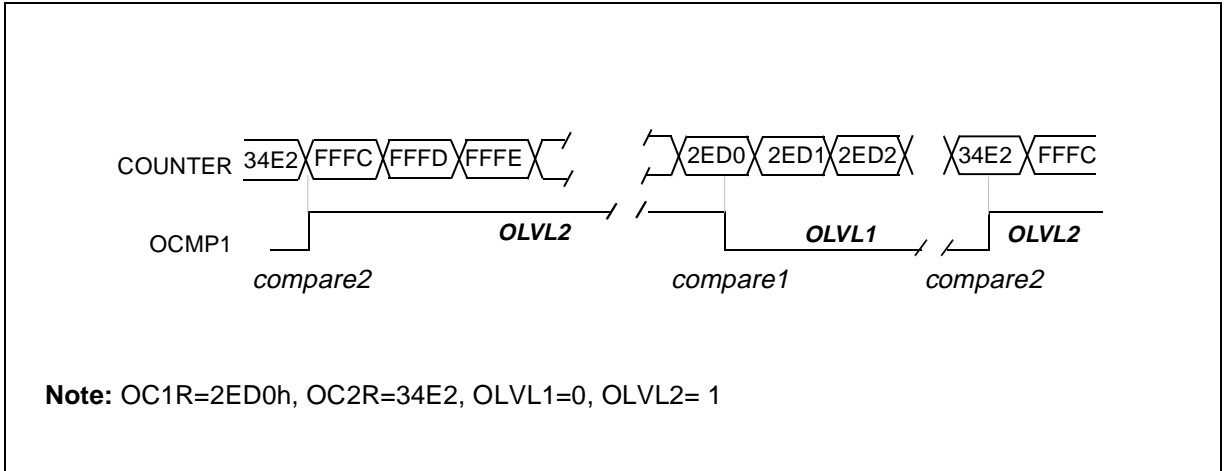 COUNTER 34E2 FFFC FFFD FFFE 2ED0 2ED1 2ED2 34E2 FFFC
OCMP1 OLVL2 OLVL1 OLVL2
compare2 compare1 compare2
Note: OC1R=2ED0h, OC2R=34E2, OLVL1=0, OLVL2= 1